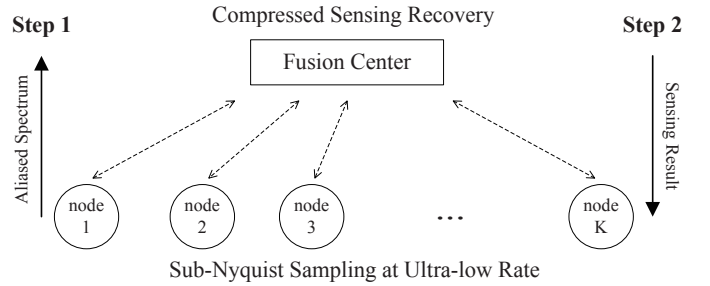 Compressed Sensing Recovery
Step 1
Step 2
Fusion Center
Aliased Spectrum
Sensing Result
node
1
node
2
node
3
...
node
K
Sub-Nyquist Sampling at Ultra-low Rate